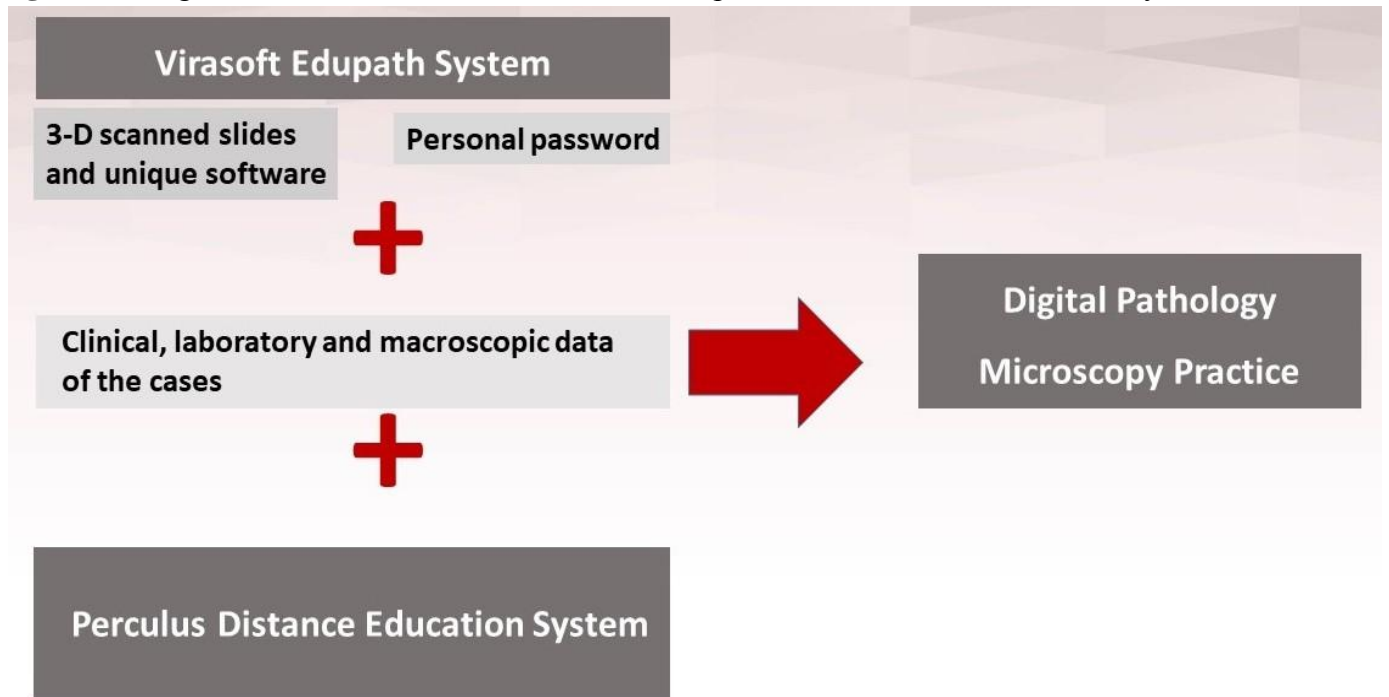 Virasoft Edupath System
3-D scanned slides
and unique software
Personal password
Clinical, laboratory and macroscopic data
of the cases
Perculus Distance Education System
Digital Pathology
Microscopy Practice